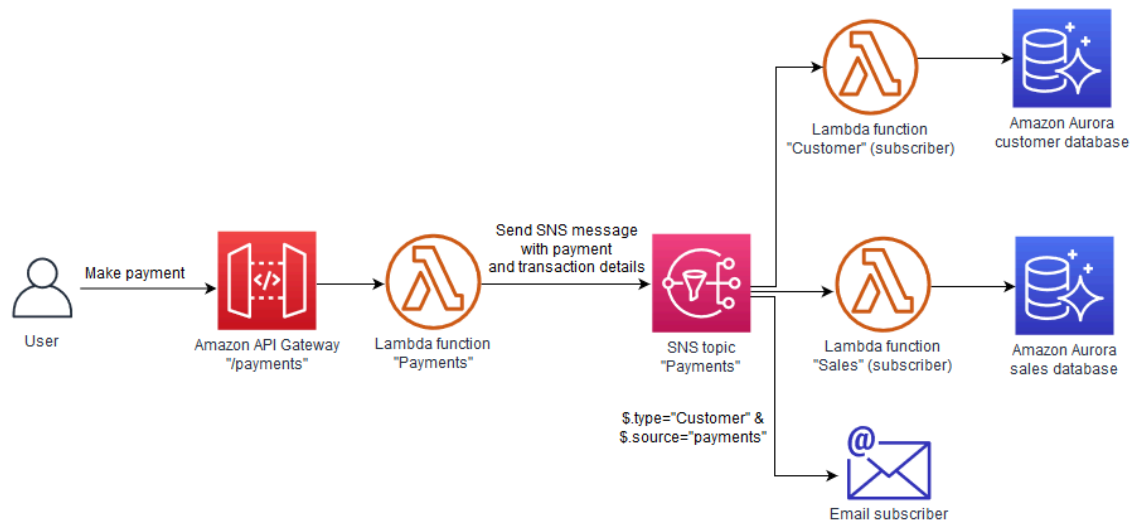 Make payment
User
</>
Amazon API Gateway
"/payments"
Lambda function
"Payments"
Send SNS message
with payment
and transaction details
SNS topic
"Payments"
Lambda function
"Customer" (subscriber)
Amazon Aurora
customer database
Lambda function
"Sales" (subscriber)
Amazon Aurora
sales database
$.type="Customer" &
$.source="payments"
@
Email subscriber